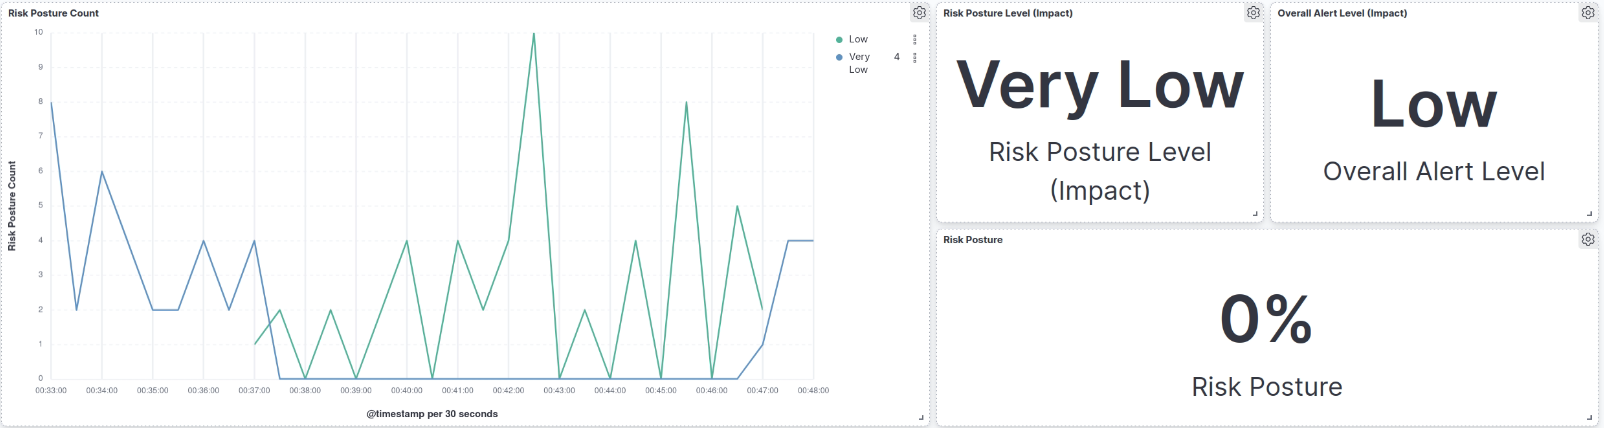 Risk Posture Count
10
9
8
7
6
5
4
3
2
1
0
Risk Posture Count
00:33:00 00:34:00 00:35:00 00:36:00 00:37:00 00:38:00 00:39:00 00:40:00 00:41:00 00:42:00 00:43:00 00:44:00 00:45:00 00:46:00 00:47:00 00:48:00
@timestamp per 30 seconds
Low
Very 4
Low
Risk Posture Level (Impact)
Very Low
Risk Posture Level
(Impact)
Overall Alert Level (Impact)
Low
Overall Alert Level
Risk Posture
0%
Risk Posture